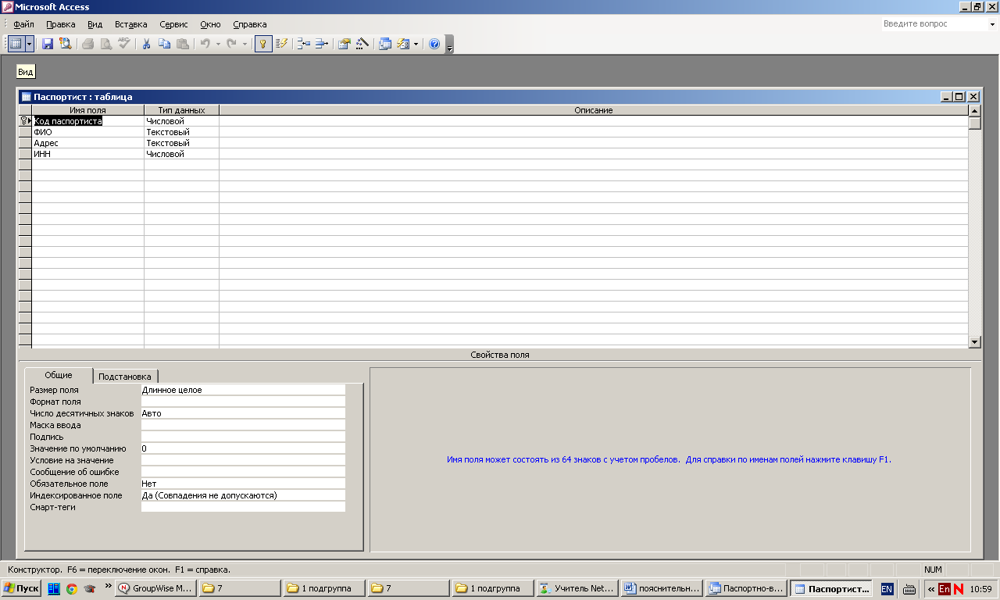 Microsoft Access
Файл Правка Вид Вставка Сервис Окно Справка Введите вопрос
Вид
Паспортист : таблица
Имя поля Тип данных Описание
Код паспортиста Числовой
ФИО Текстовый
Адрес Текстовый
ИНН Числовой
Свойства поля
Общие Подстановка
Размер поля Длинное целое
Формат поля
Число десятичных знаков Авто
Маска ввода
Подпись
Значение по умолчанию 0
Условие на значение
Сообщение об ошибке
Обязательное поле Нет
Индексированное поле Да (Совпадения не допускаются)
Смарт-теги
Имя поля может состоять из 64 знаков с учетом пробелов. Для справки по именам полей нажмите клавишу F1.
Конструктор. F6 = переключение окон. F1 = справка. NUM
Пуск » GroupWise M... 7 1 подгруппа 7 1 подгруппа Учитель Net... пояснительн... Паспортно-в... Паспортист... EN « En N 10:59